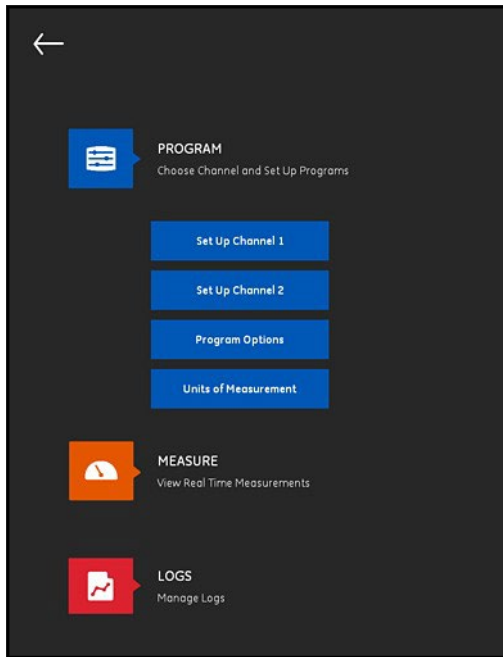 PROGRAM
Choose Channel and Set Up Programs
Set Up Channel 1
Set Up Channel 2
Program Options
Units of Measurement
MEASURE
View Real Time Measurements
LOGS
Manage Logs